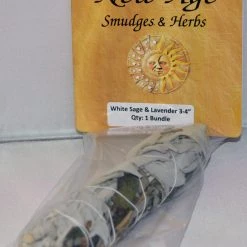 New Age
Smudges & Herbs
White Sage & Lavender 3-4"
Qty: 1 Bundle